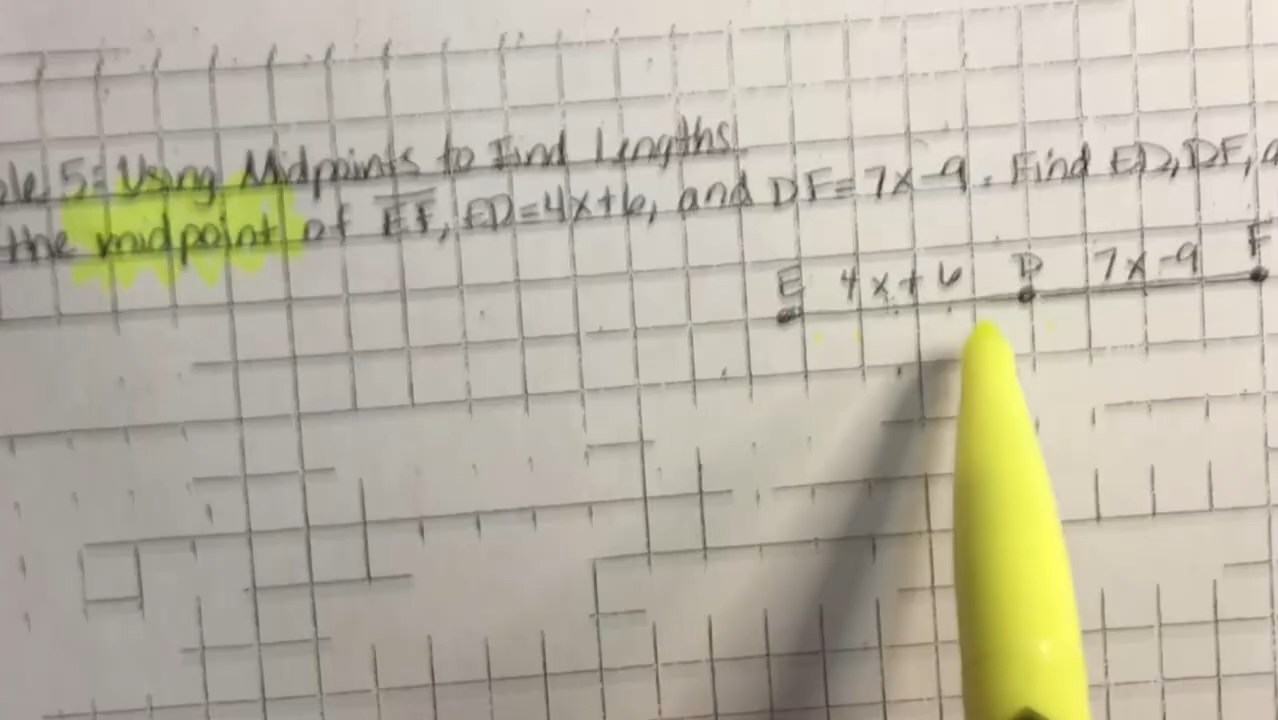 5: Using Midpoints to Find Lengths
the midpoint of EF, ED=4x+6, and DF=7x-9. Find ED, DF,
E 4x+6 D 7x-9 F